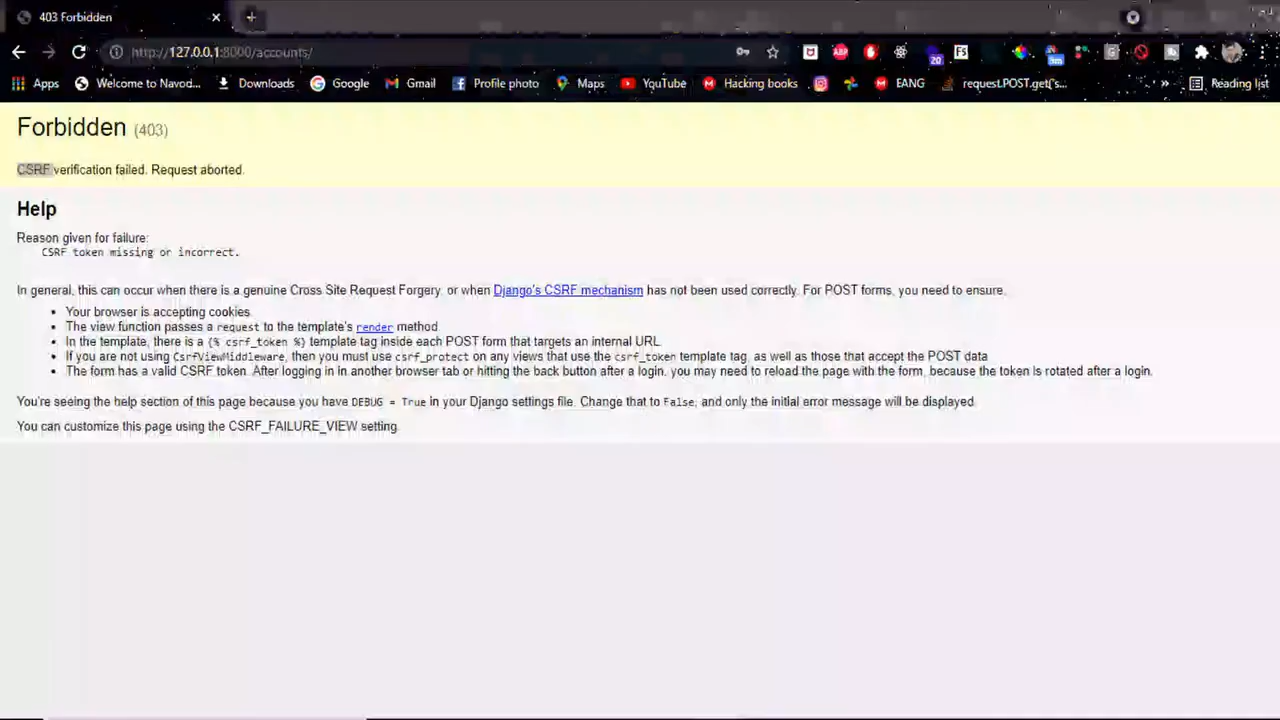 403 Forbidden
http://127.0.0.1:8000/accounts/
ABP
20
FS
9m
Apps
Welcome to Navod...
Downloads
Google
Gmail
Profile photo
Maps
YouTube
Hacking books
EANG
request.POST.get('s...
»
Reading list
Forbidden (403)
CSRF verification failed. Request aborted.
Help
Reason given for failure:
CSRF token missing or incorrect.
In general, this can occur when there is a genuine Cross Site Request Forgery, or when Django's CSRF mechanism has not been used correctly. For POST forms, you need to ensure:
• Your browser is accepting cookies.
• The view function passes a request to the template's render method.
• In the template, there is a {% csrf_token %} template tag inside each POST form that targets an internal URL.
• If you are not using CsrfViewMiddleware, then you must use csrf_protect on any views that use the csrf_token template tag, as well as those that accept the POST data.
• The form has a valid CSRF token. After logging in in another browser tab or hitting the back button after a login, you may need to reload the page with the form, because the token is rotated after a login.
You're seeing the help section of this page because you have DEBUG = True in your Django settings file. Change that to False, and only the initial error message will be displayed.
You can customize this page using the CSRF_FAILURE_VIEW setting.